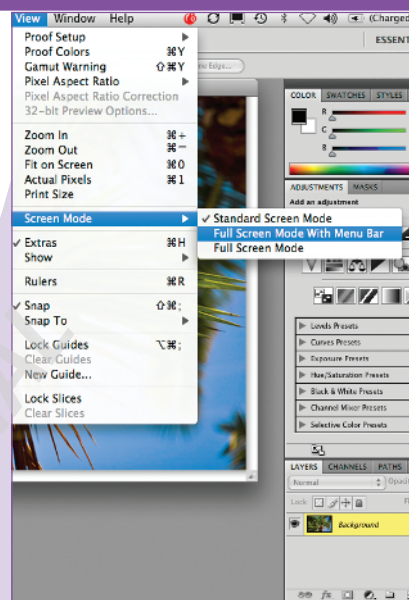 View Window Help (Charged
ESSENT
Proof Setup
Proof Colors ⌘Y
Gamut Warning ⇧⌘Y
Pixel Aspect Ratio
Pixel Aspect Ratio Correction
32-bit Preview Options...
Zoom In ⌘+
Zoom Out ⌘−
Fit on Screen ⌘0
Actual Pixels ⌘1
Print Size
Screen Mode
Standard Screen Mode
Full Screen Mode With Menu Bar
Full Screen Mode
Extras ⌘H
Show
Rulers ⌘R
Snap ⇧⌘;
Snap To
Lock Guides ⌥⌘;
Clear Guides
New Guide...
Lock Slices
Clear Slices
ne Edge...
COLOR SWATCHES STYLES
R
G
B
ADJUSTMENTS MASKS
Add an adjustment
Levels Presets
Curves Presets
Exposure Presets
Hue/Saturation Presets
Black & White Presets
Channel Mixer Presets
Selective Color Presets
LAYERS CHANNELS PATHS
Normal Opacit
Lock: F
Background
fx